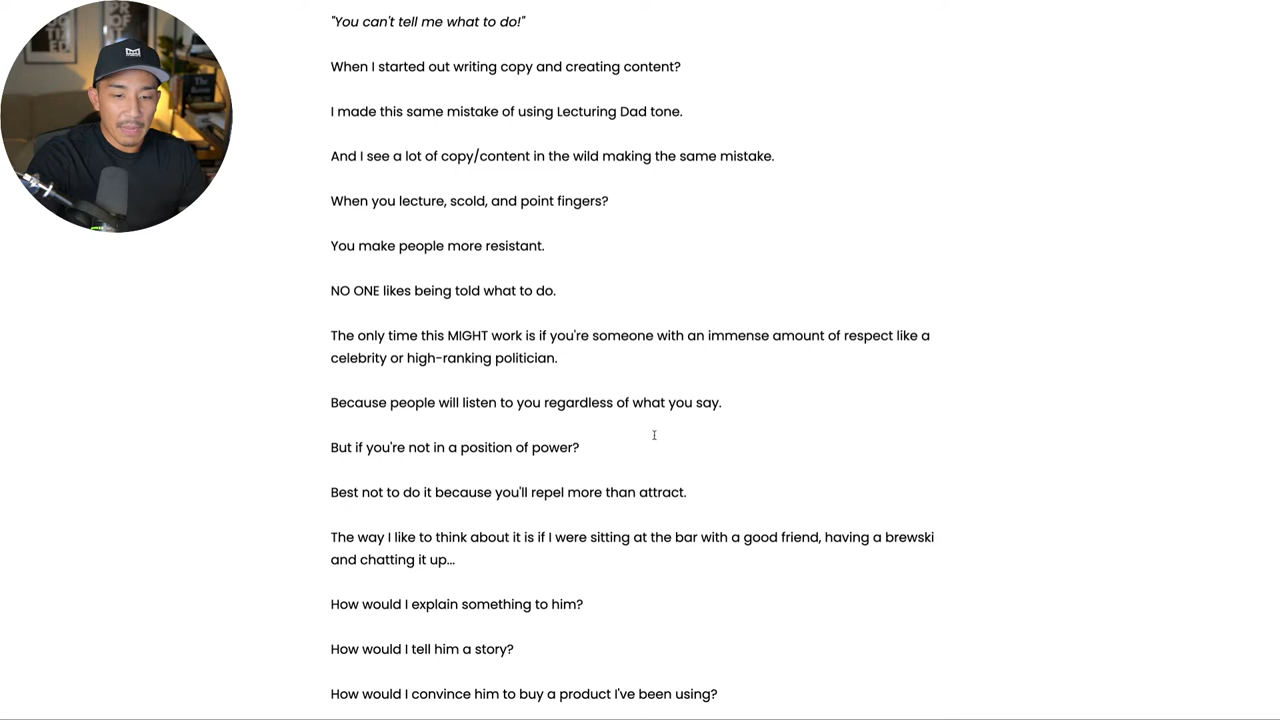 "You can't tell me what to do!"
When I started out writing copy and creating content?
I made this same mistake of using Lecturing Dad tone.
And I see a lot of copy/content in the wild making the same mistake.
When you lecture, scold, and point fingers?
You make people more resistant.
NO ONE likes being told what to do.
The only time this MIGHT work is if you're someone with an immense amount of respect like a
celebrity or high-ranking politician.
Because people will listen to you regardless of what you say.
But if you're not in a position of power?
Best not to do it because you'll repel more than attract.
The way I like to think about it is if I were sitting at the bar with a good friend, having a brewski
and chatting it up...
How would I explain something to him?
How would I tell him a story?
How would I convince him to buy a product I've been using?